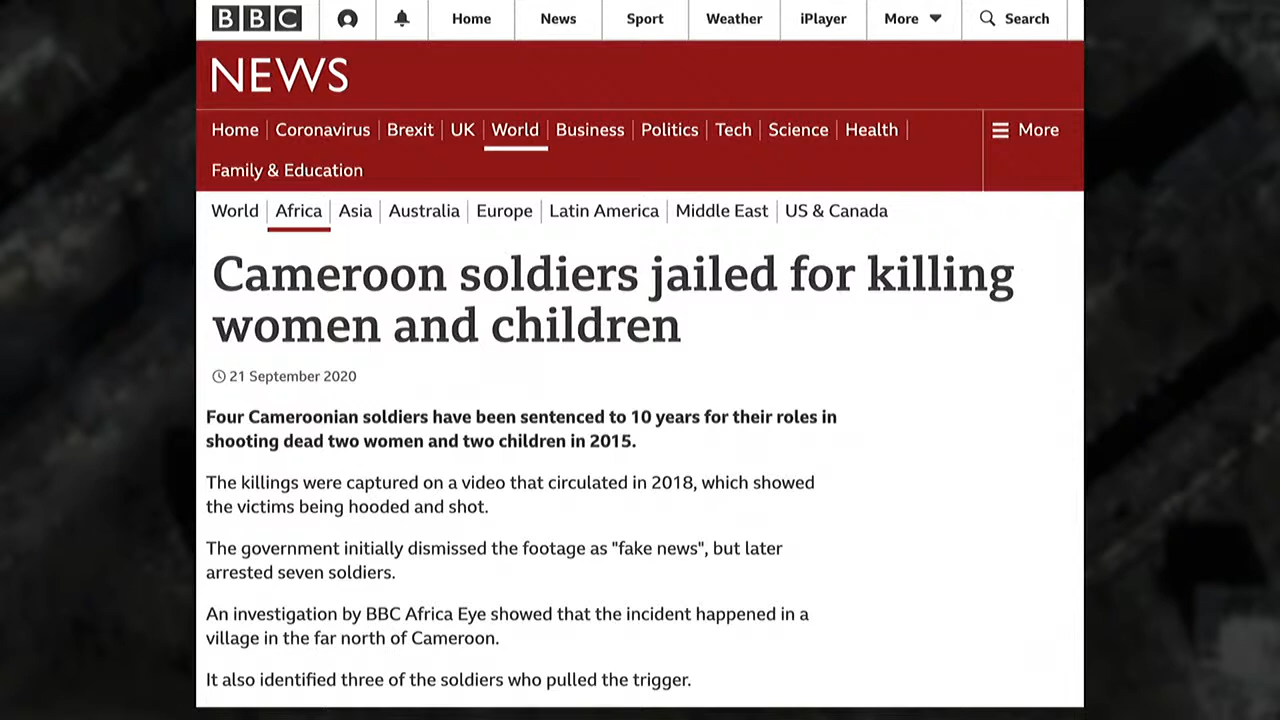 BBC Home News Sport Weather iPlayer More Search
NEWS
Home Coronavirus Brexit UK World Business Politics Tech Science Health More
Family & Education
World Africa Asia Australia Europe Latin America Middle East US & Canada
Cameroon soldiers jailed for killing
women and children
21 September 2020
Four Cameroonian soldiers have been sentenced to 10 years for their roles in
shooting dead two women and two children in 2015.
The killings were captured on a video that circulated in 2018, which showed
the victims being hooded and shot.
The government initially dismissed the footage as "fake news", but later
arrested seven soldiers.
An investigation by BBC Africa Eye showed that the incident happened in a
village in the far north of Cameroon.
It also identified three of the soldiers who pulled the trigger.